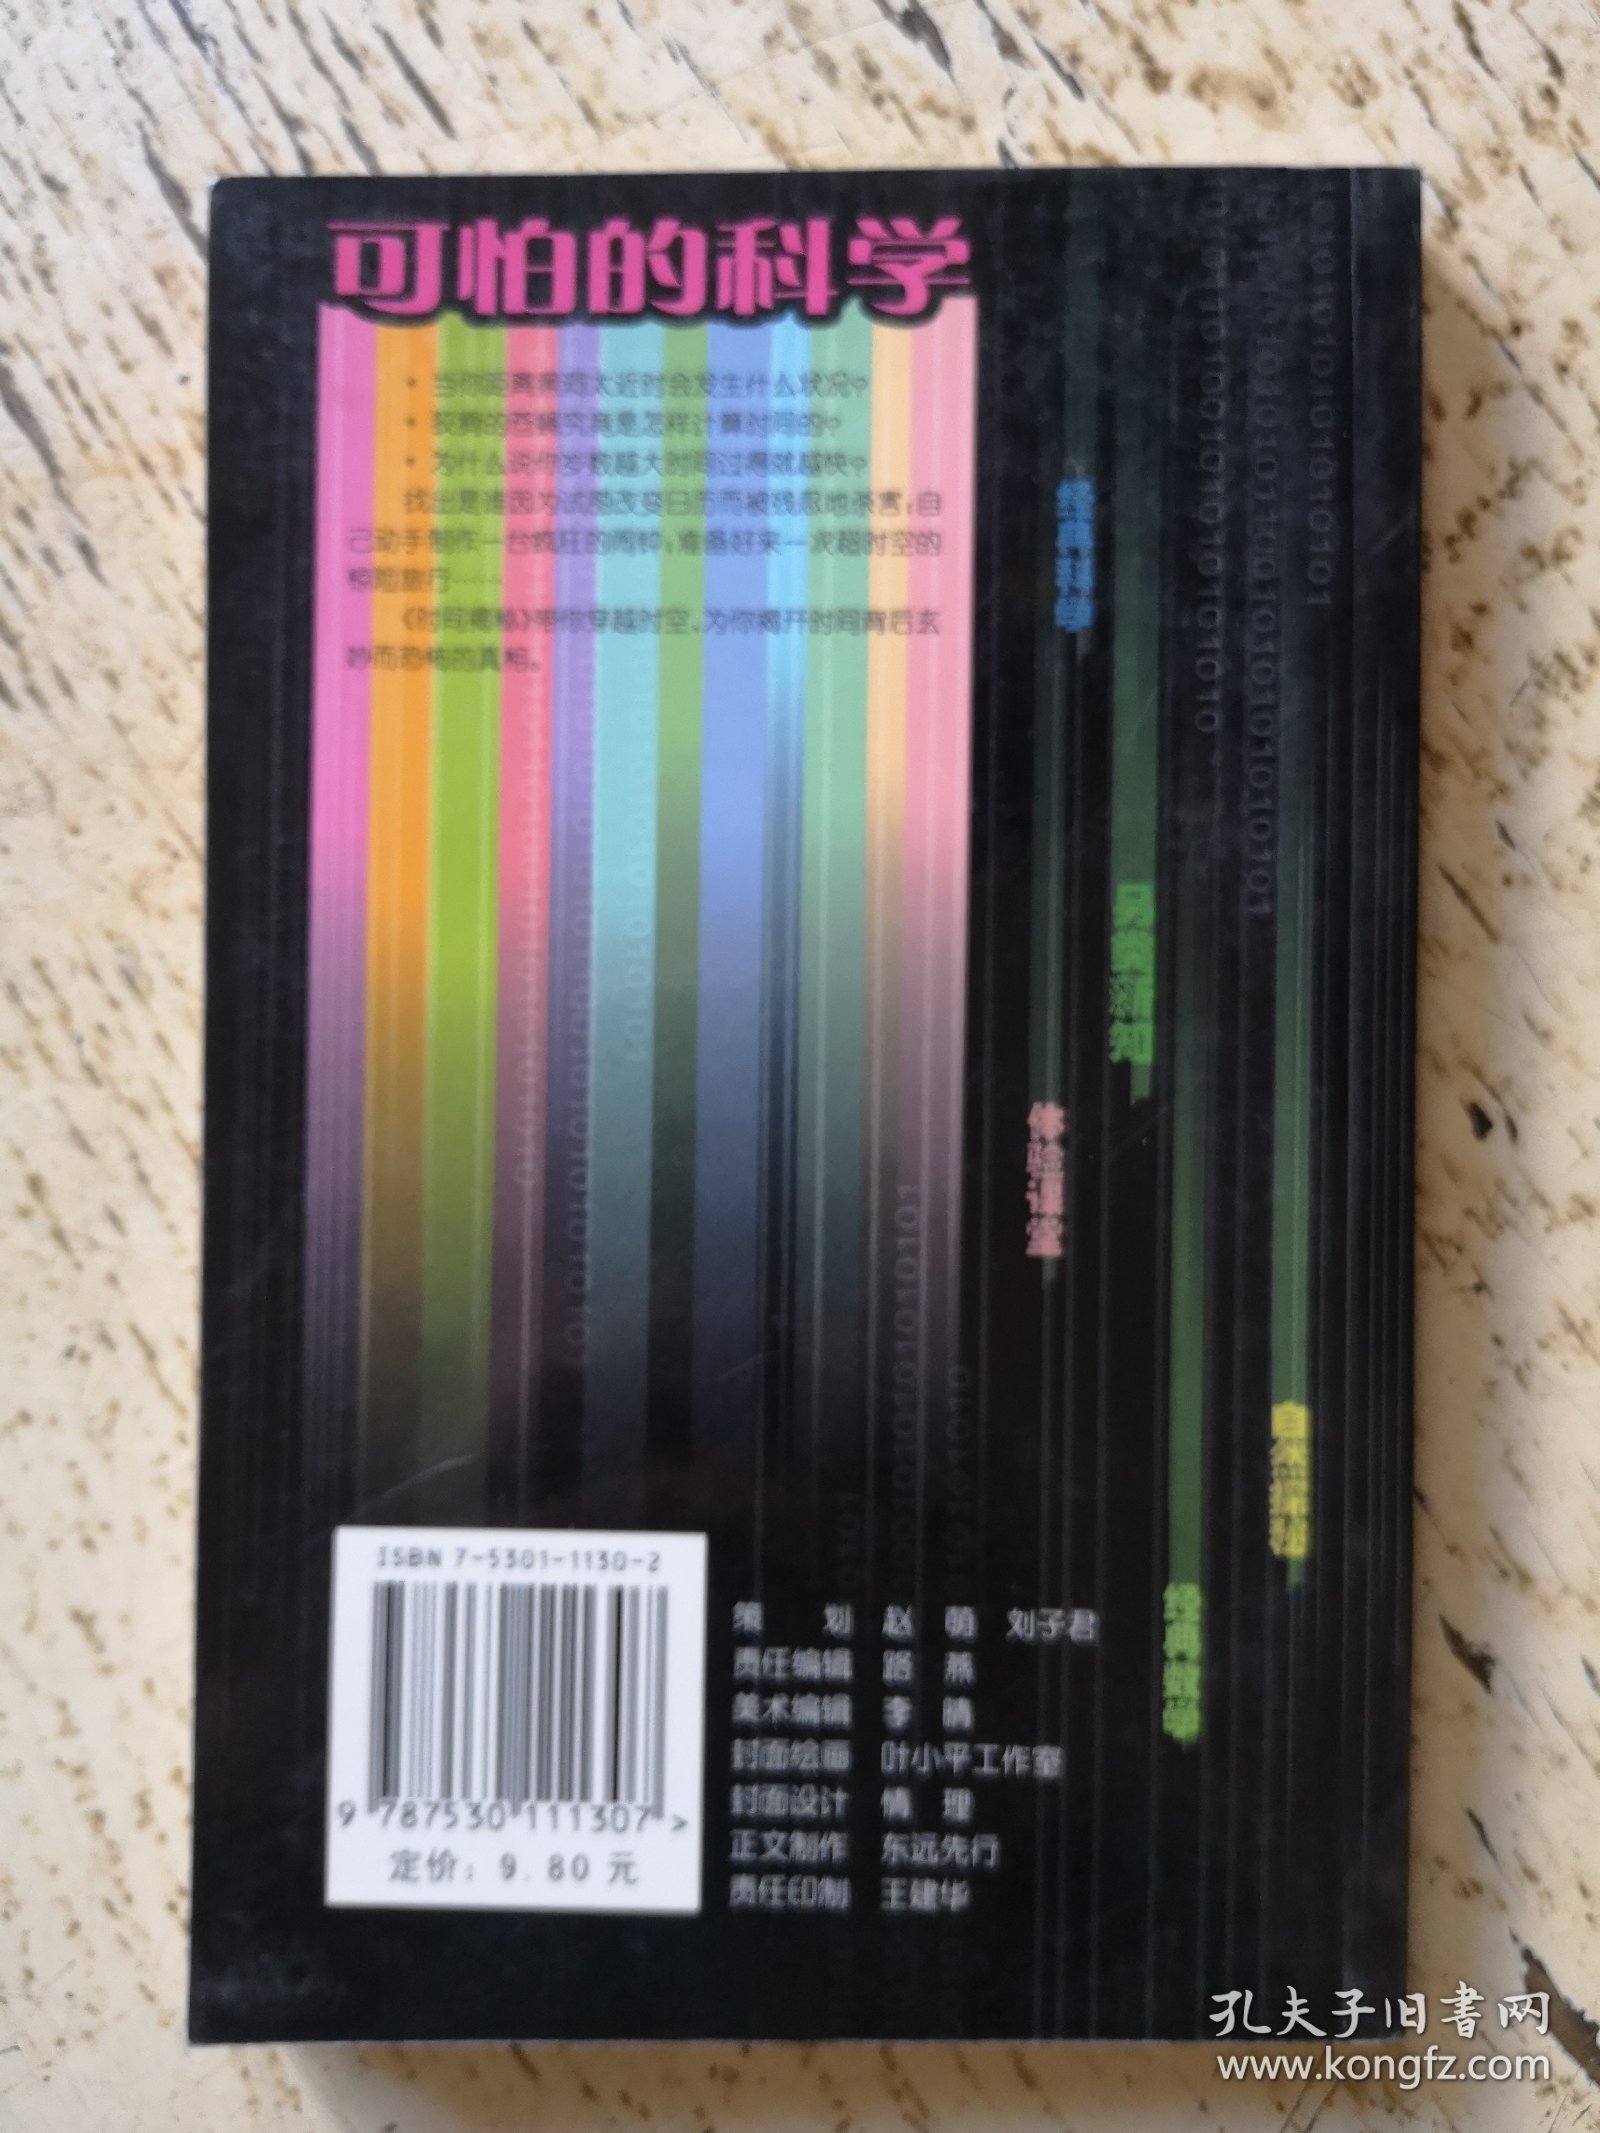 可怕的科学
• 当你距离黑洞太近时会发生什么状况?
• 狡猾的苍蝇究竟是怎样计算时间的?
• 为什么说你岁数越大时间过得就越快?
找出是谁因为试图改变日历而被残忍地杀害;自
己动手制作一台疯狂的闹钟;准备好来一次超时空的
惊险旅行……
《时间揭秘》带你穿越时空,为你揭开时间背后玄
妙而恐怖的真相。
经典科学
科学新知
体验课堂
自然探秘
经典数学
ISBN 7-5301-1130-2
9 787530 111307 >
定价: 9.80 元
策 划 赵 萌 刘子君
责任编辑 路 燕
美术编辑 李 晴
封面绘画 叶小平工作室
封面设计 情 理
正文制作 东远先行
责任印制 王建华
孔夫子旧书网
www.kongfz.com